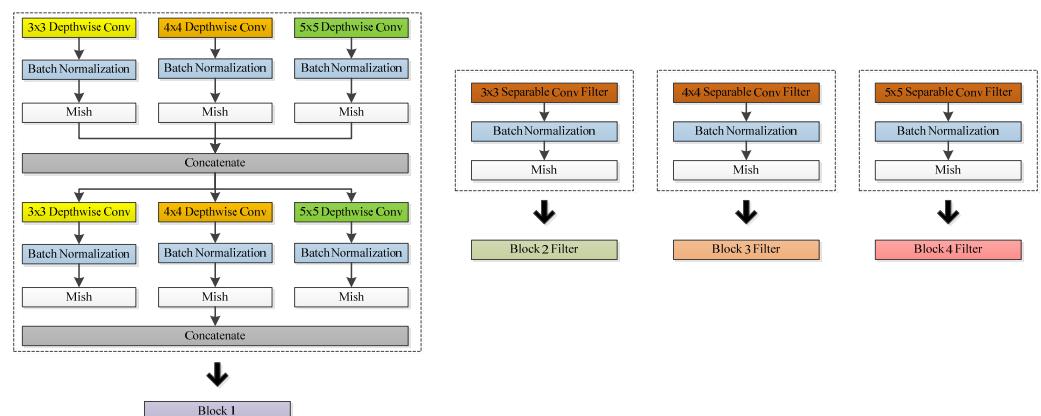 3x3 Depthwise Conv
4x4 Depthwise Conv
5x5 Depthwise Conv
Batch Normalization
Batch Normalization
Batch Normalization
Mish
Mish
Mish
Concatenate
3x3 Depthwise Conv
4x4 Depthwise Conv
5x5 Depthwise Conv
Batch Normalization
Batch Normalization
Batch Normalization
Mish
Mish
Mish
Concatenate
Block 1
3x3 Separable Conv Filter
Batch Normalization
Mish
Block 2 Filter
4x4 Separable Conv Filter
Batch Normalization
Mish
Block 3 Filter
5x5 Separable Conv Filter
Batch Normalization
Mish
Block 4 Filter